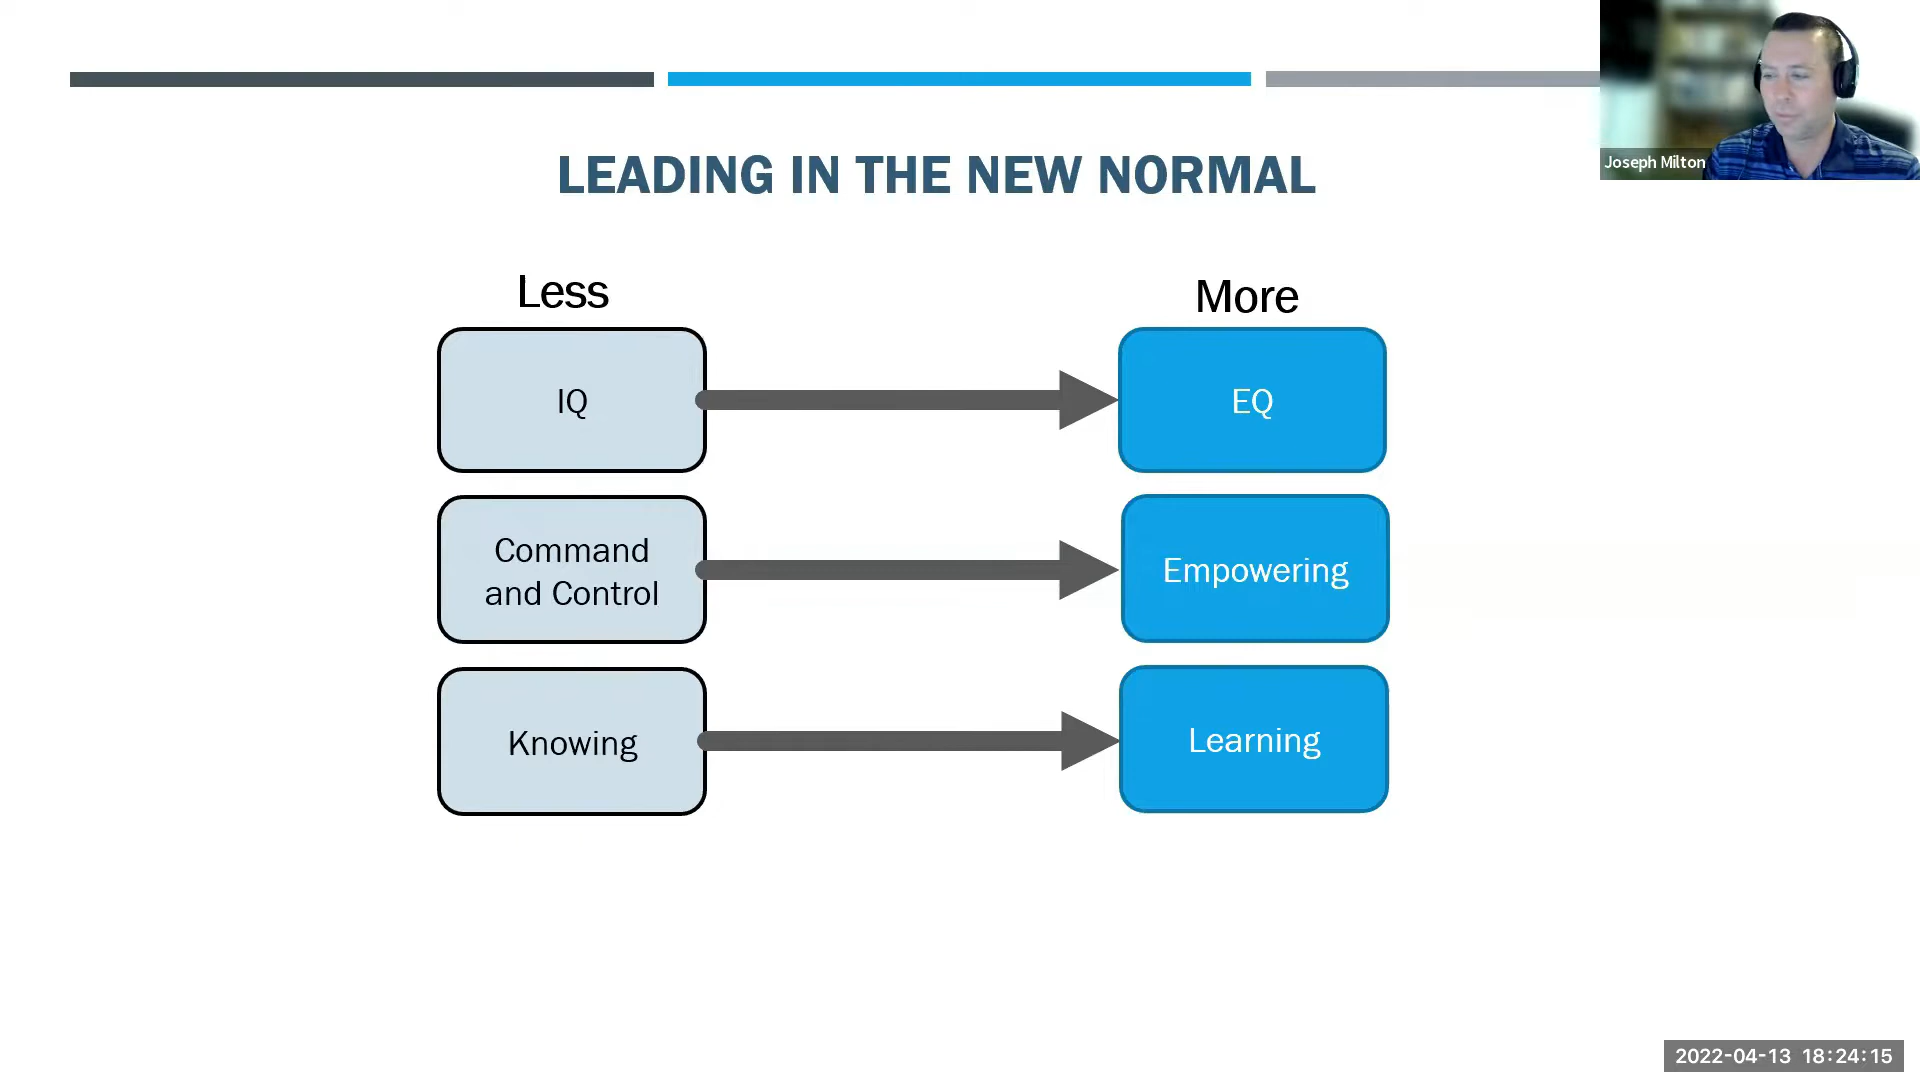 Joseph Milton
LEADING IN THE NEW NORMAL
Less
More
IQ
EQ
Command
and Control
Empowering
Knowing
Learning
2022-04-13 18:24:15